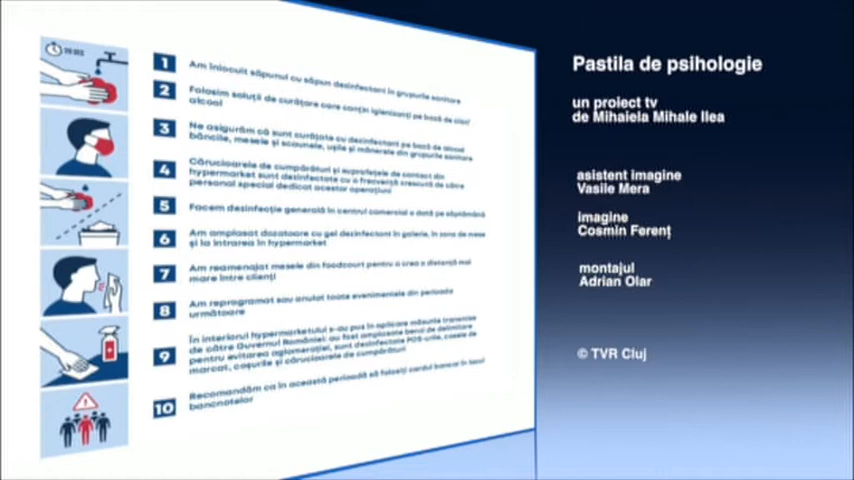 20 SEC
1 Am înlocuit săpunul cu săpun dezinfectant în grupurile sanitare
2 Folosim soluții de curățare care conțin igienizanți pe bază de clor/
alcool
3 Ne asigurăm că sunt curățate cu dezinfectant pe bază de alcool
băncile, mesele și scaunele, ușile și mânerele din grupurile sanitare
4 Cărucioarele de cumpărături și suprafețele de contact din
hypermarket sunt dezinfectate cu o frecvență crescută de către
personal special dedicat acestor operațiuni
5 Facem dezinfecție generală în centrul comercial o dată pe săptămână
6 Am amplasat dozatoare cu gel dezinfectant în galerie, în zona de mese
și la intrarea în hypermarket
7 Am reamenajat mesele din foodcourt pentru a crea o distanță mai
mare între clienți
8 Am reprogramat sau anulat toate evenimentele din perioada
următoare
9 În interiorul hypermarketului s-au pus în aplicare măsurile transmise
de către Guvernul României: au fost amplasate benzi de delimitare
pentru evitarea aglomerației, sunt dezinfectate POS-urile, casele de
marcat, coșurile și cărucioarele de cumpărături
10 Recomandăm ca în această perioadă să folosiți cardul bancar în locul
bancnotelor
Pastila de psihologie
un proiect tv
de Mihaiela Mihale Ilea
asistent imagine
Vasile Mera
imagine
Cosmin Ferenț
montajul
Adrian Olar
© TVR Cluj